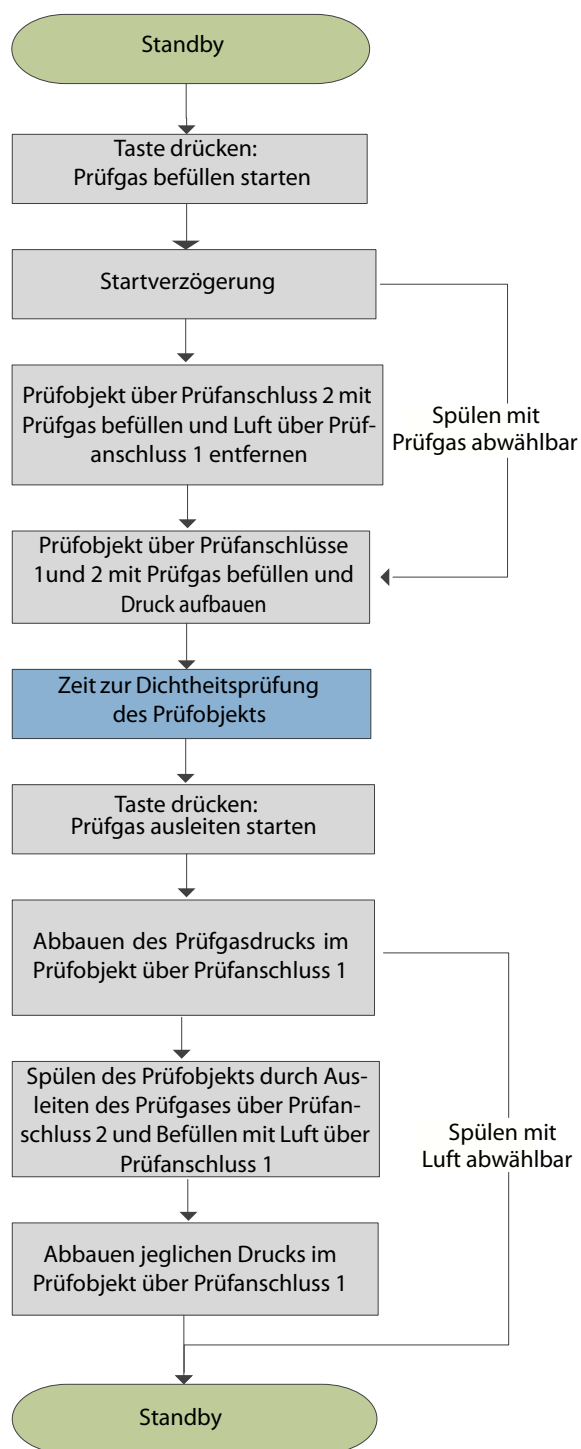 Standby
Taste drücken:
Prüfgas befüllen starten
Startverzögerung
Prüfobjekt über Prüfanschluss 2 mit
Prüfgas befüllen und Luft über Prüf-
anschluss 1 entfernen
Spülen mit
Prüfgas abwählbar
Prüfobjekt über Prüfanschlüsse
1und 2 mit Prüfgas befüllen und
Druck aufbauen
Zeit zur Dichtheitsprüfung
des Prüfobjekts
Taste drücken:
Prüfgas ausleiten starten
Abbauen des Prüfgasdrucks im
Prüfobjekt über Prüfanschluss 1
Spülen des Prüfobjekts durch Aus-
leiten des Prüfgases über Prüfan-
schluss 2 und Befüllen mit Luft über
Prüfanschluss 1
Spülen mit
Luft abwählbar
Abbauen jeglichen Drucks im
Prüfobjekt über Prüfanschluss 1
Standby